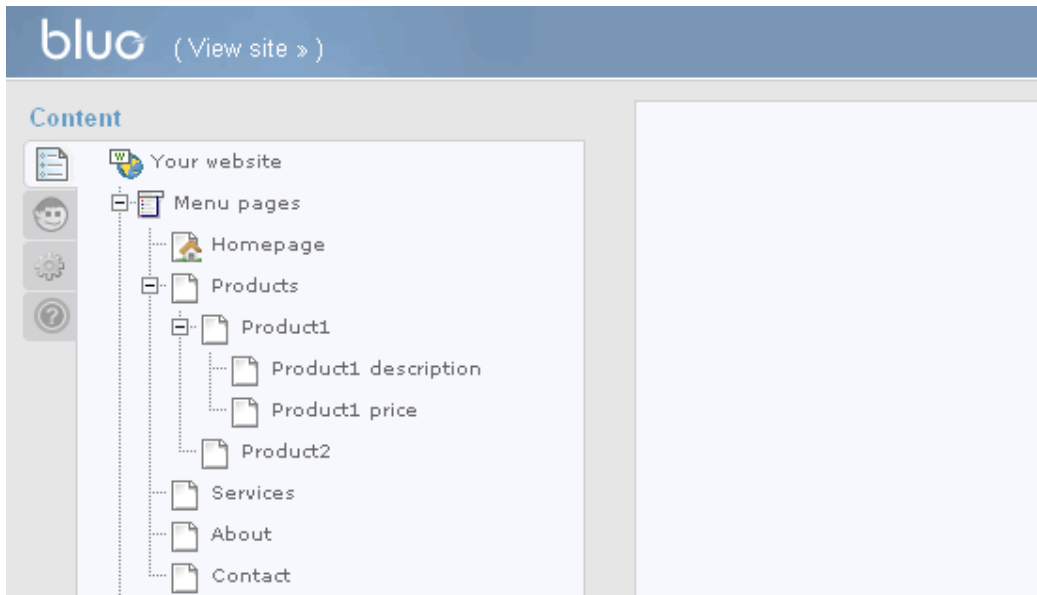 bluo ( View site » )
Content
Your website
Menu pages
Homepage
Products
Product1
Product1 description
Product1 price
Product2
Services
About
Contact